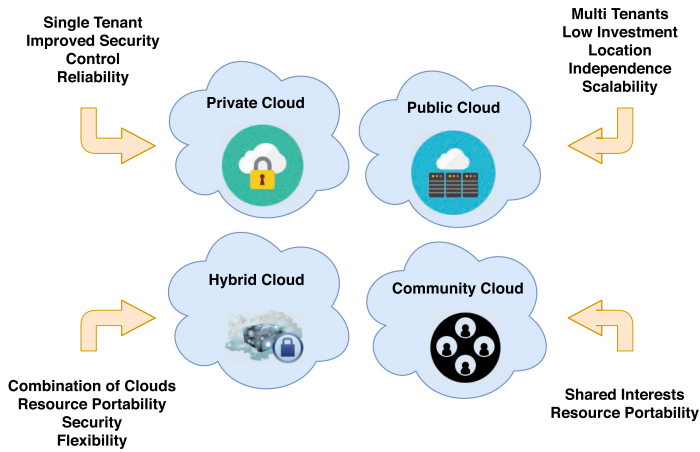 Single Tenant
Improved Security
Control
Reliability
Multi Tenants
Low Investment
Location
Independence
Scalability
Private Cloud
Public Cloud
Hybrid Cloud
Community Cloud
Combination of Clouds
Resource Portability
Security
Flexibility
Shared Interests
Resource Portability